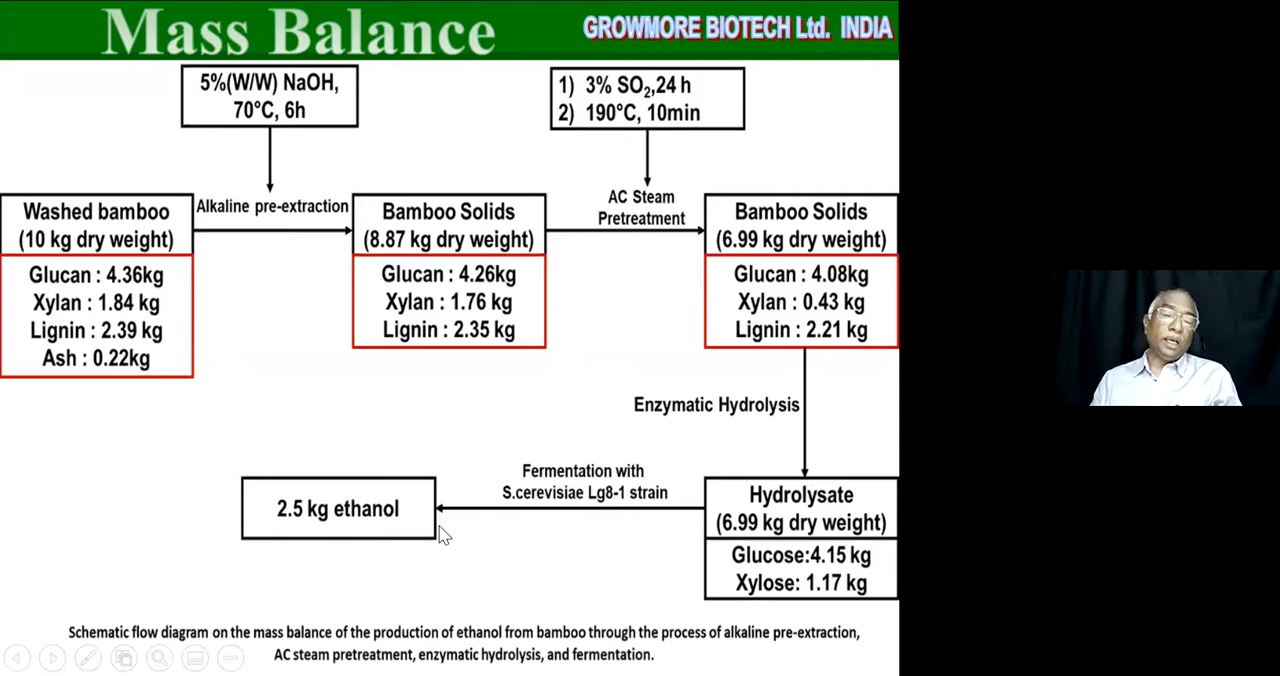 Mass Balance
GROWMORE BIOTECH Ltd. INDIA
5%(W/W) NaOH,
70°C, 6h
1) 3% SO₂,24 h
2) 190°C, 10min
Washed bamboo
(10 kg dry weight)
Glucan : 4.36kg
Xylan : 1.84 kg
Lignin : 2.39 kg
Ash : 0.22kg
Alkaline pre-extraction
Bamboo Solids
(8.87 kg dry weight)
Glucan : 4.26kg
Xylan : 1.76 kg
Lignin : 2.35 kg
AC Steam
Pretreatment
Bamboo Solids
(6.99 kg dry weight)
Glucan : 4.08kg
Xylan : 0.43 kg
Lignin : 2.21 kg
Enzymatic Hydrolysis
Hydrolysate
(6.99 kg dry weight)
Glucose:4.15 kg
Xylose: 1.17 kg
Fermentation with
S.cerevisiae Lg8-1 strain
2.5 kg ethanol
Schematic flow diagram on the mass balance of the production of ethanol from bamboo through the process of alkaline pre-extraction,
AC steam pretreatment, enzymatic hydrolysis, and fermentation.